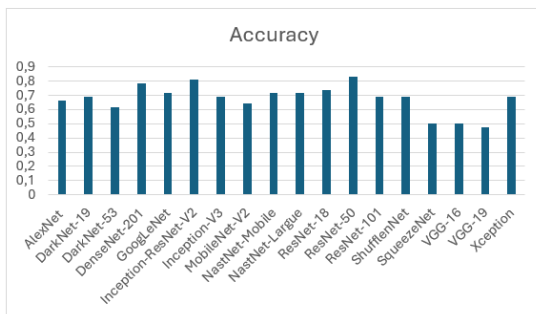 Accuracy
0,9
0,8
0,7
0,6
0,5
0,4
0,3
0,2
0,1
0
AlexNet
DarkNet-19
DarkNet-53
DenseNet-201
GoogLeNet
Inception-ResNet-V2
Inception-V3
MobileNet-V2
NastNet-Mobile
NastNet-Largue
ResNet-18
ResNet-50
ResNet-101
ShufflenNet
SqueezeNet
VGG-16
VGG-19
Xception